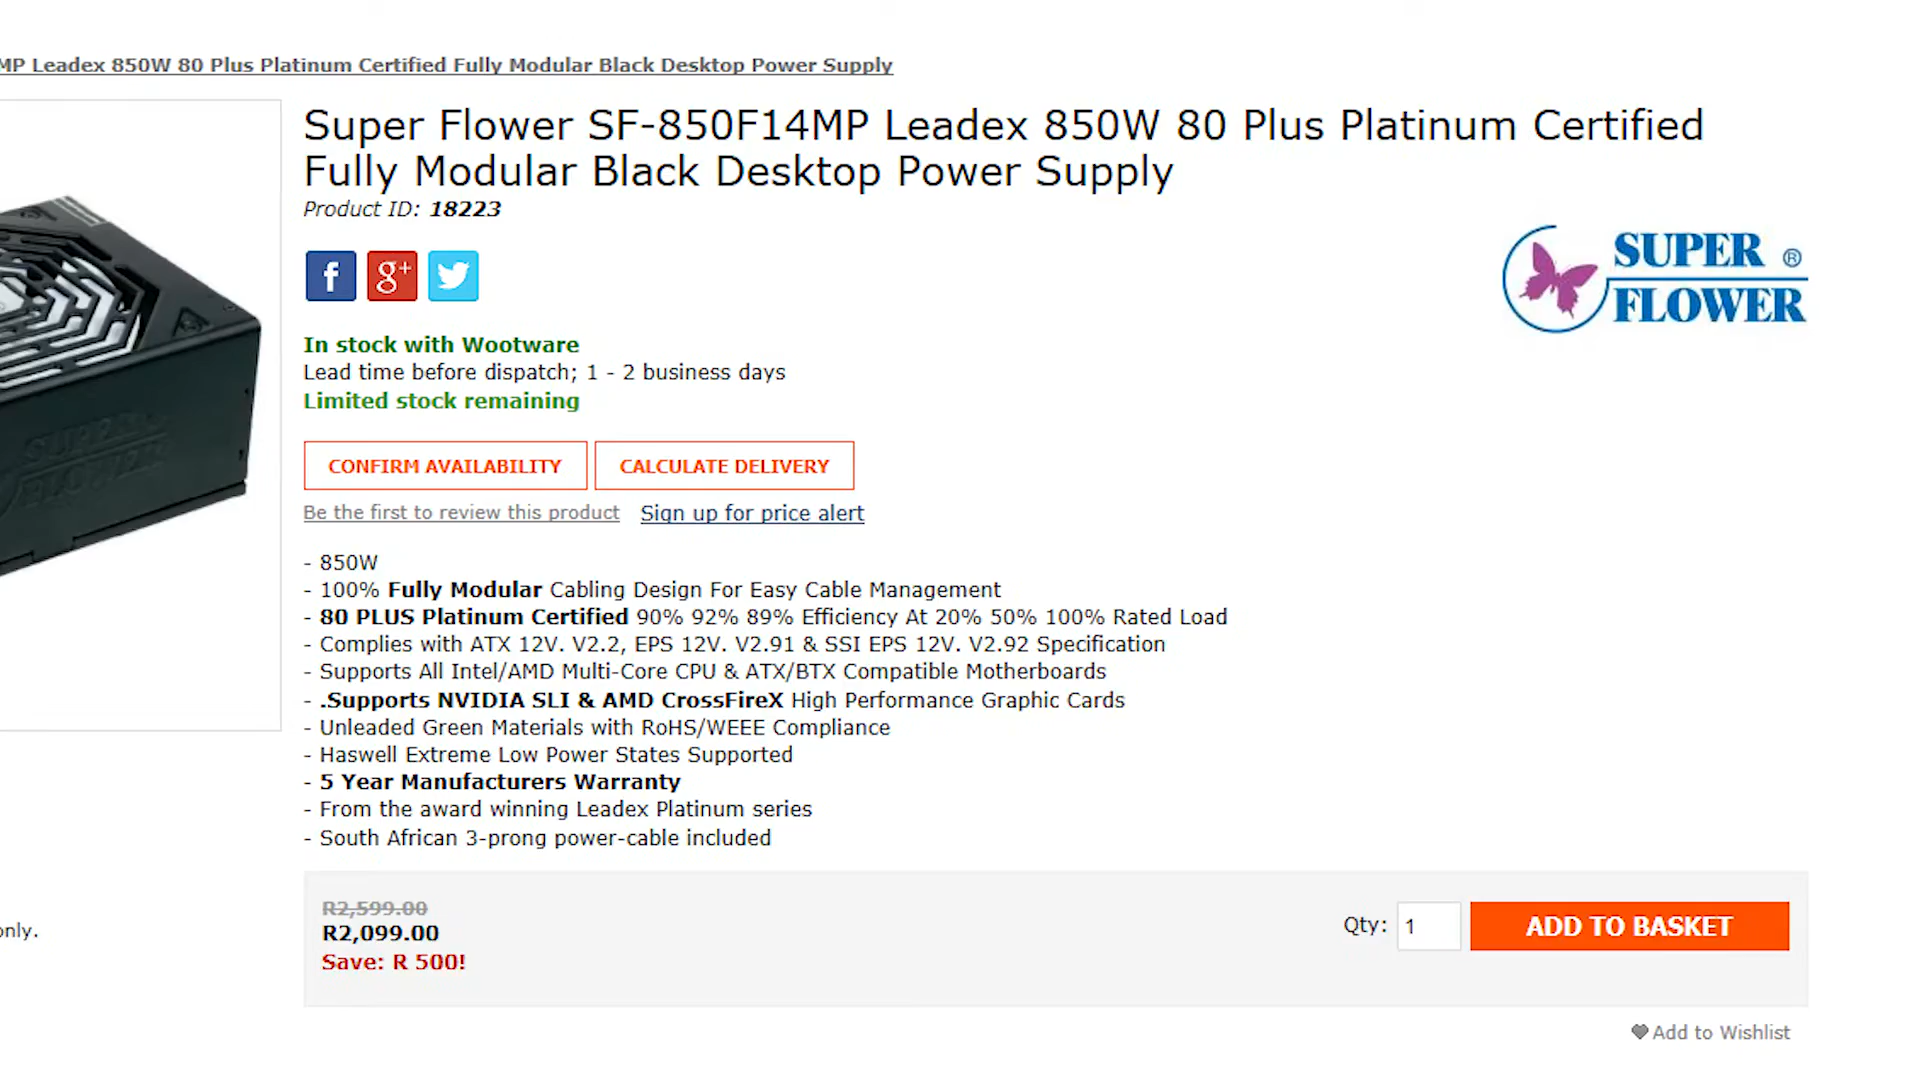 MP Leadex 850W 80 Plus Platinum Certified Fully Modular Black Desktop Power Supply
Super Flower SF-850F14MP Leadex 850W 80 Plus Platinum Certified
Fully Modular Black Desktop Power Supply
Product ID: 18223
SUPER ®
FLOWER
f g+
In stock with Wootware
Lead time before dispatch; 1 - 2 business days
Limited stock remaining
SUPER
FLOWER
CONFIRM AVAILABILITY CALCULATE DELIVERY
Be the first to review this product Sign up for price alert
- 850W
- 100% Fully Modular Cabling Design For Easy Cable Management
- 80 PLUS Platinum Certified 90% 92% 89% Efficiency At 20% 50% 100% Rated Load
- Complies with ATX 12V. V2.2, EPS 12V. V2.91 & SSI EPS 12V. V2.92 Specification
- Supports All Intel/AMD Multi-Core CPU & ATX/BTX Compatible Motherboards
- .Supports NVIDIA SLI & AMD CrossFireX High Performance Graphic Cards
- Unleaded Green Materials with RoHS/WEEE Compliance
- Haswell Extreme Low Power States Supported
- 5 Year Manufacturers Warranty
- From the award winning Leadex Platinum series
- South African 3-prong power-cable included
only.
R2,599.00
R2,099.00
Save: R 500!
Qty: 1 ADD TO BASKET
Add to Wishlist